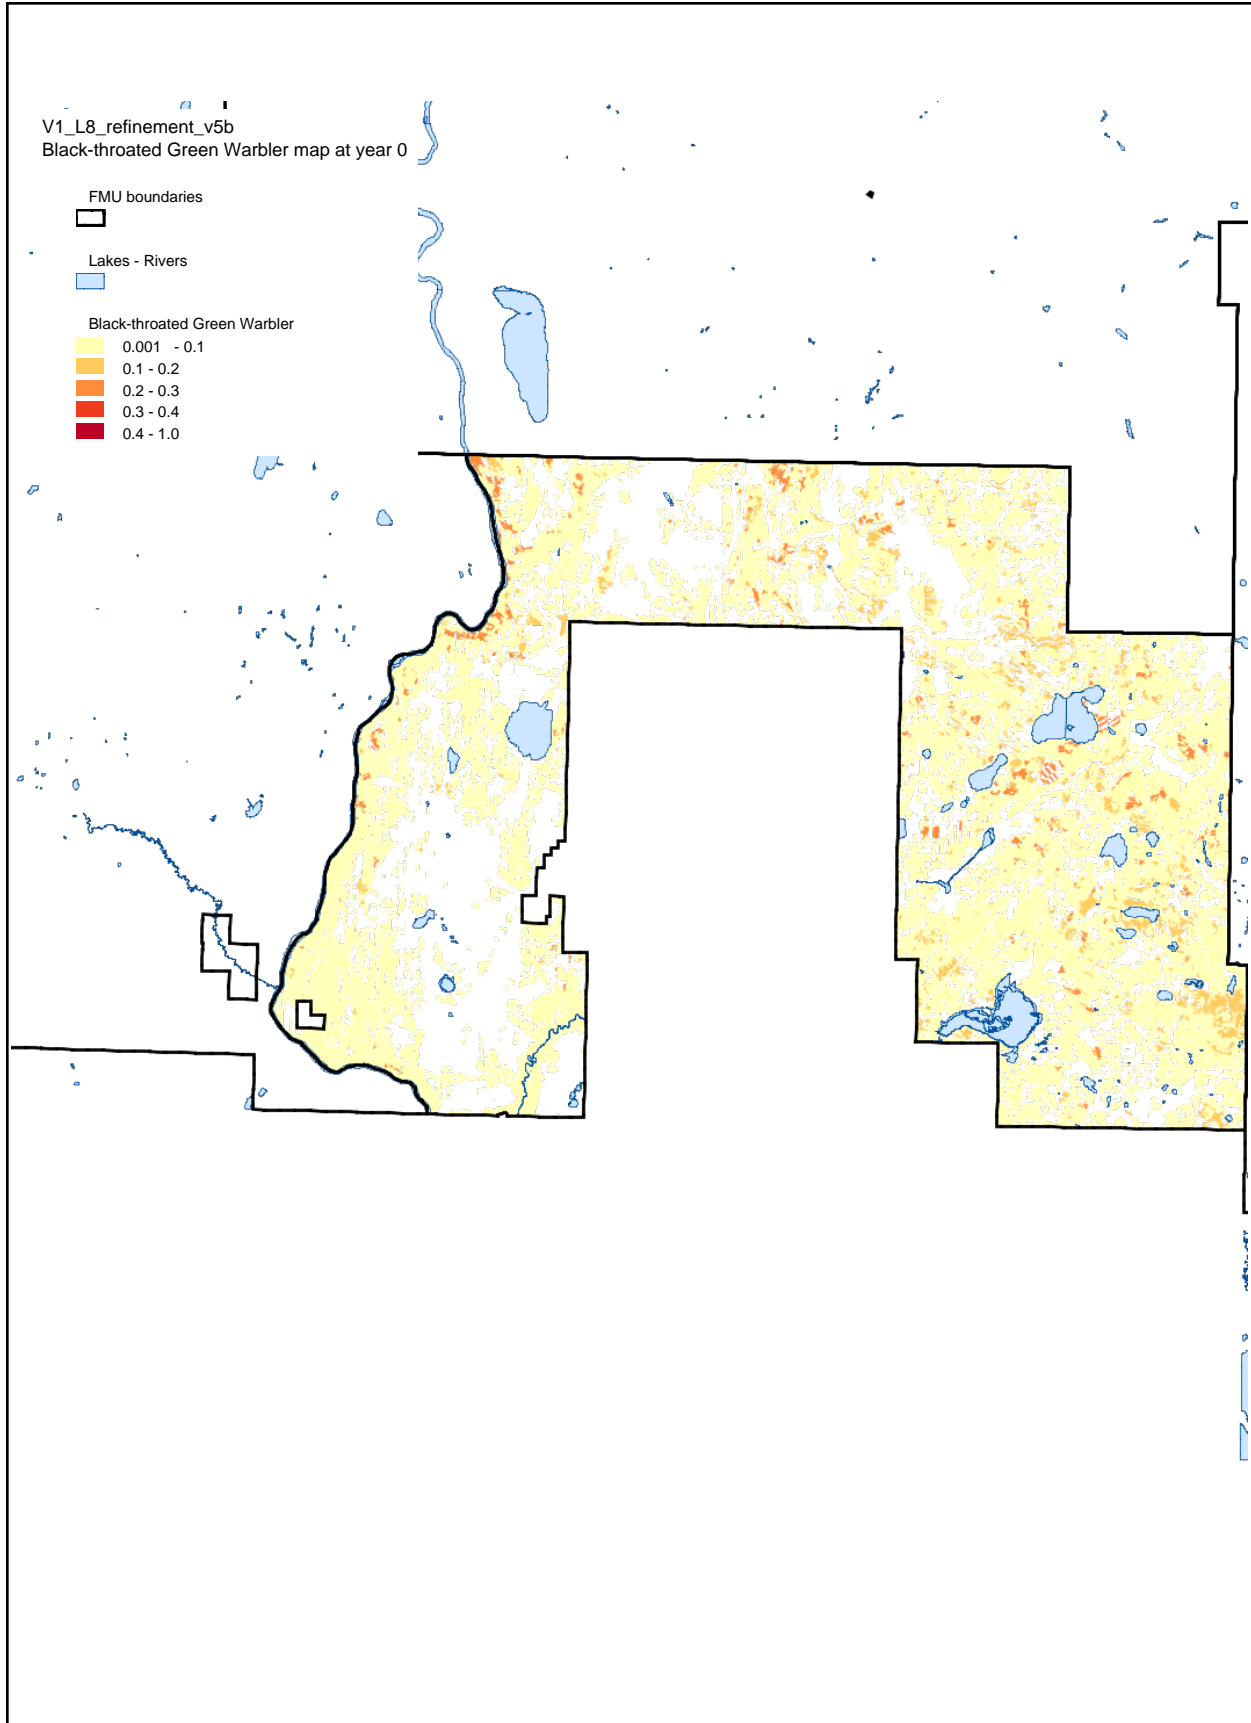 V1_L8_refinement_v5b
Black-throated Green Warbler map at year 0
FMU boundaries
Lakes - Rivers
Black-throated Green Warbler
0.001 - 0.1
0.1 - 0.2
0.2 - 0.3
0.3 - 0.4
0.4 - 1.0